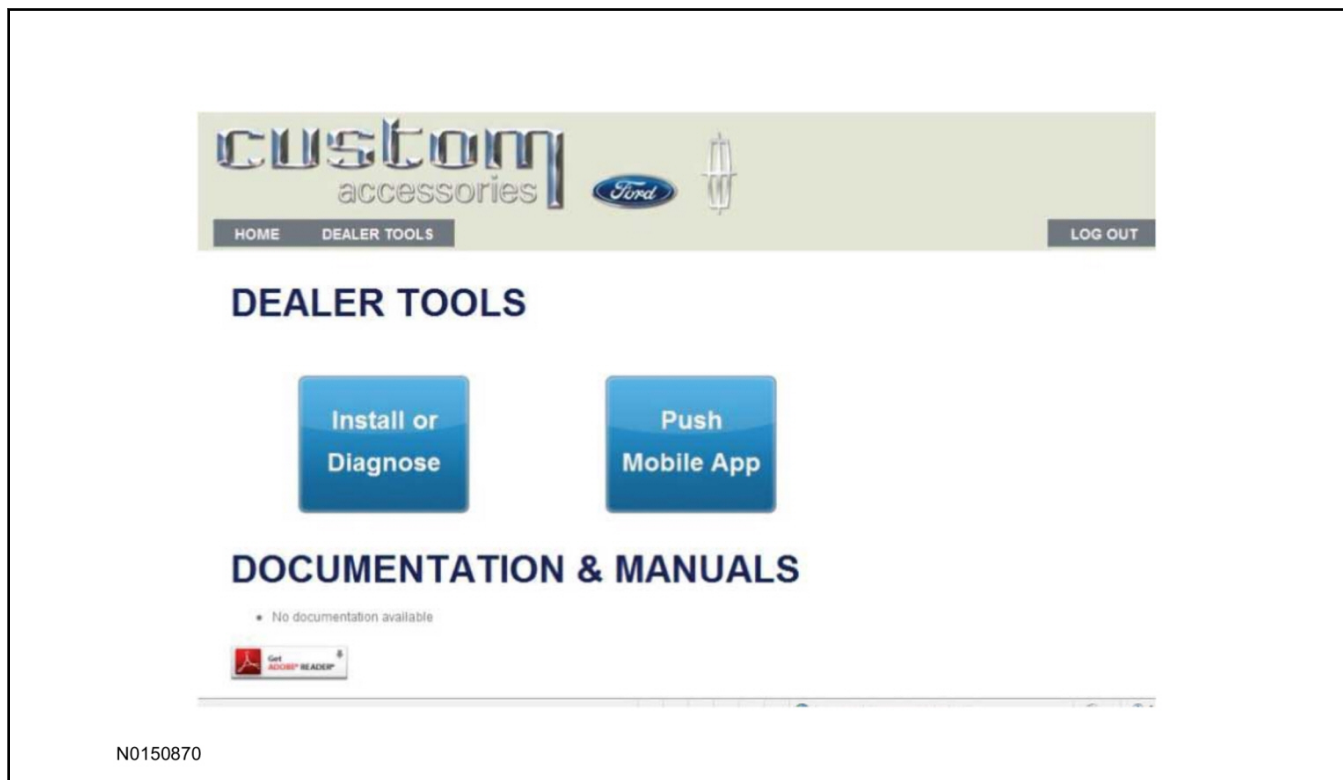 custom
accessories
Ford
HOME DEALER TOOLS LOG OUT
DEALER TOOLS
Install or
Diagnose
Push
Mobile App
DOCUMENTATION & MANUALS
• No documentation available
Get
ADOBE® READER®
N0150870